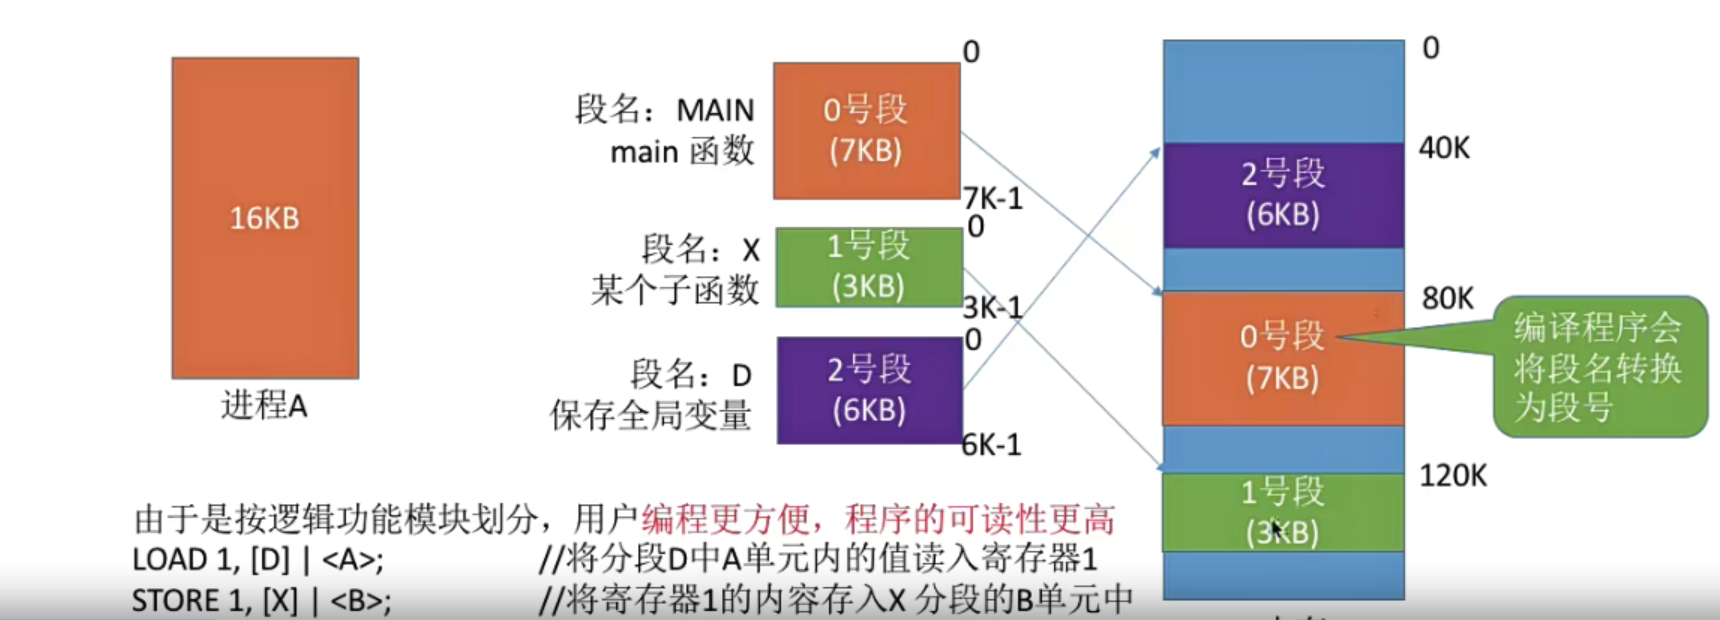 16KB
进程A
段名：MAIN
main 函数
0
0号段
(7KB)
7K-1
段名：X
某个子函数
0
1号段
(3KB)
3K-1
段名：D
保存全局变量
0
2号段
(6KB)
6K-1
0
40K
2号段
(6KB)
80K
0号段
(7KB)
120K
1号段
(3KB)
编译程序会
将段名转换
为段号
由于是按逻辑功能模块划分，用户编程更方便，程序的可读性更高
LOAD 1, [D] | <A>; //将分段D中A单元内的值读入寄存器1
STORE 1, [X] | <B>; //将寄存器1的内容存入X 分段的B单元中